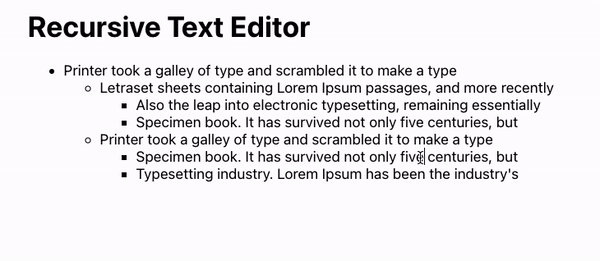 Recursive Text Editor
Printer took a galley of type and scrambled it to make a type
Letraset sheets containing Lorem Ipsum passages, and more recently
Also the leap into electronic typesetting, remaining essentially
Specimen book. It has survived not only five centuries, but
Printer took a galley of type and scrambled it to make a type
Specimen book. It has survived not only five centuries, but
Typesetting industry. Lorem Ipsum has been the industry's